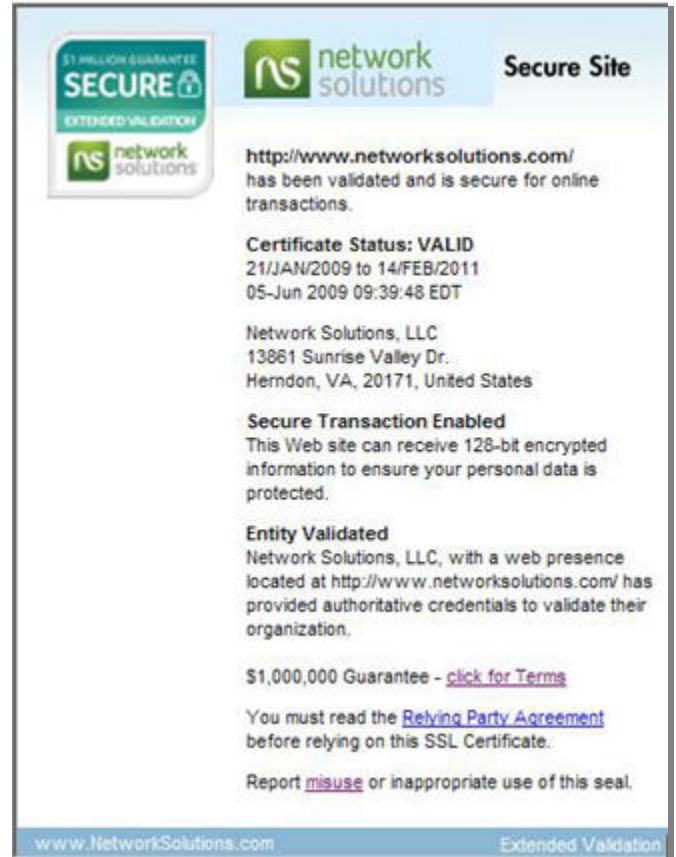 $1 MILLION GUARANTEE
SECURE
EXTENDED VALIDATION
ns network
solutions
ns network
solutions
Secure Site
http://www.networksolutions.com/
has been validated and is secure for online
transactions.
Certificate Status: VALID
21/JAN/2009 to 14/FEB/2011
05-Jun 2009 09:39:48 EDT
Network Solutions, LLC
13861 Sunrise Valley Dr.
Herndon, VA, 20171, United States
Secure Transaction Enabled
This Web site can receive 128-bit encrypted
information to ensure your personal data is
protected.
Entity Validated
Network Solutions, LLC, with a web presence
located at http://www.networksolutions.com/ has
provided authoritative credentials to validate their
organization.
$1,000,000 Guarantee - click for Terms
You must read the Relying Party Agreement
before relying on this SSL Certificate.
Report misuse or inappropriate use of this seal.
www.NetworkSolutions.com
Extended Validation